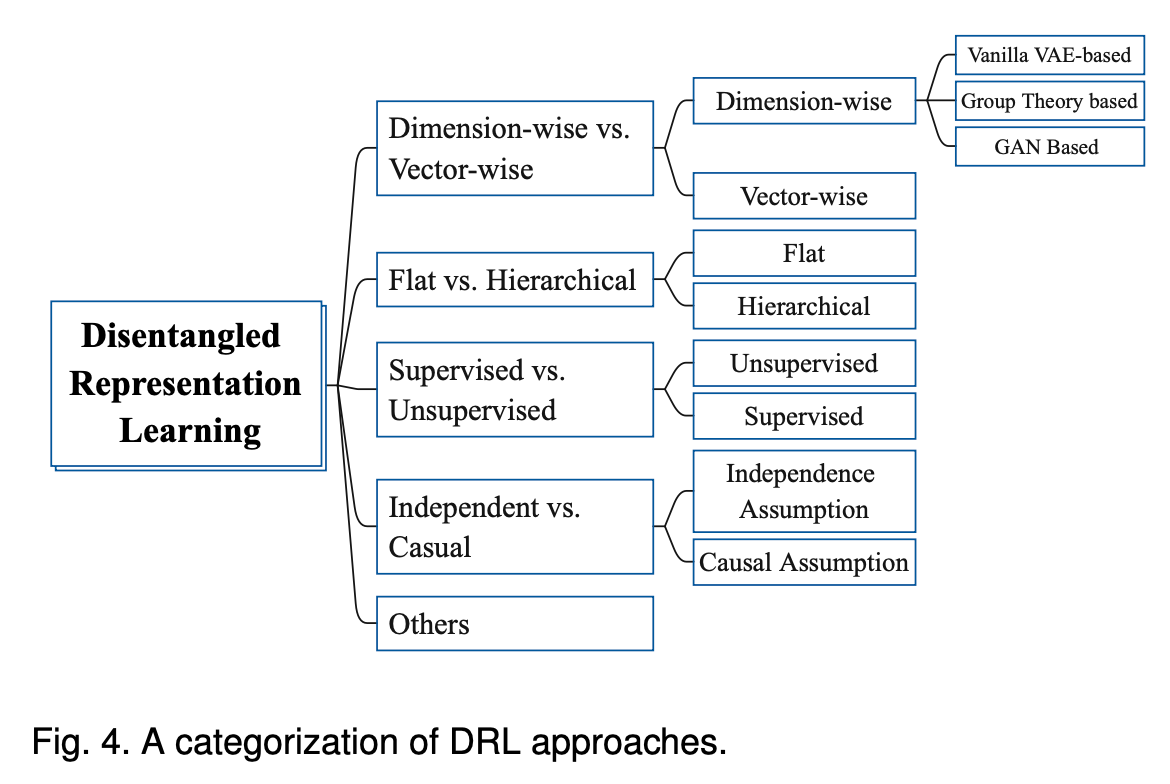 Disentangled
Representation
Learning
Dimension-wise vs.
Vector-wise
Dimension-wise
Vanilla VAE-based
Group Theory based
GAN Based
Vector-wise
Flat vs. Hierarchical
Flat
Hierarchical
Supervised vs.
Unsupervised
Unsupervised
Supervised
Independent vs.
Casual
Independence
Assumption
Causal Assumption
Others
Fig. 4. A categorization of DRL approaches.